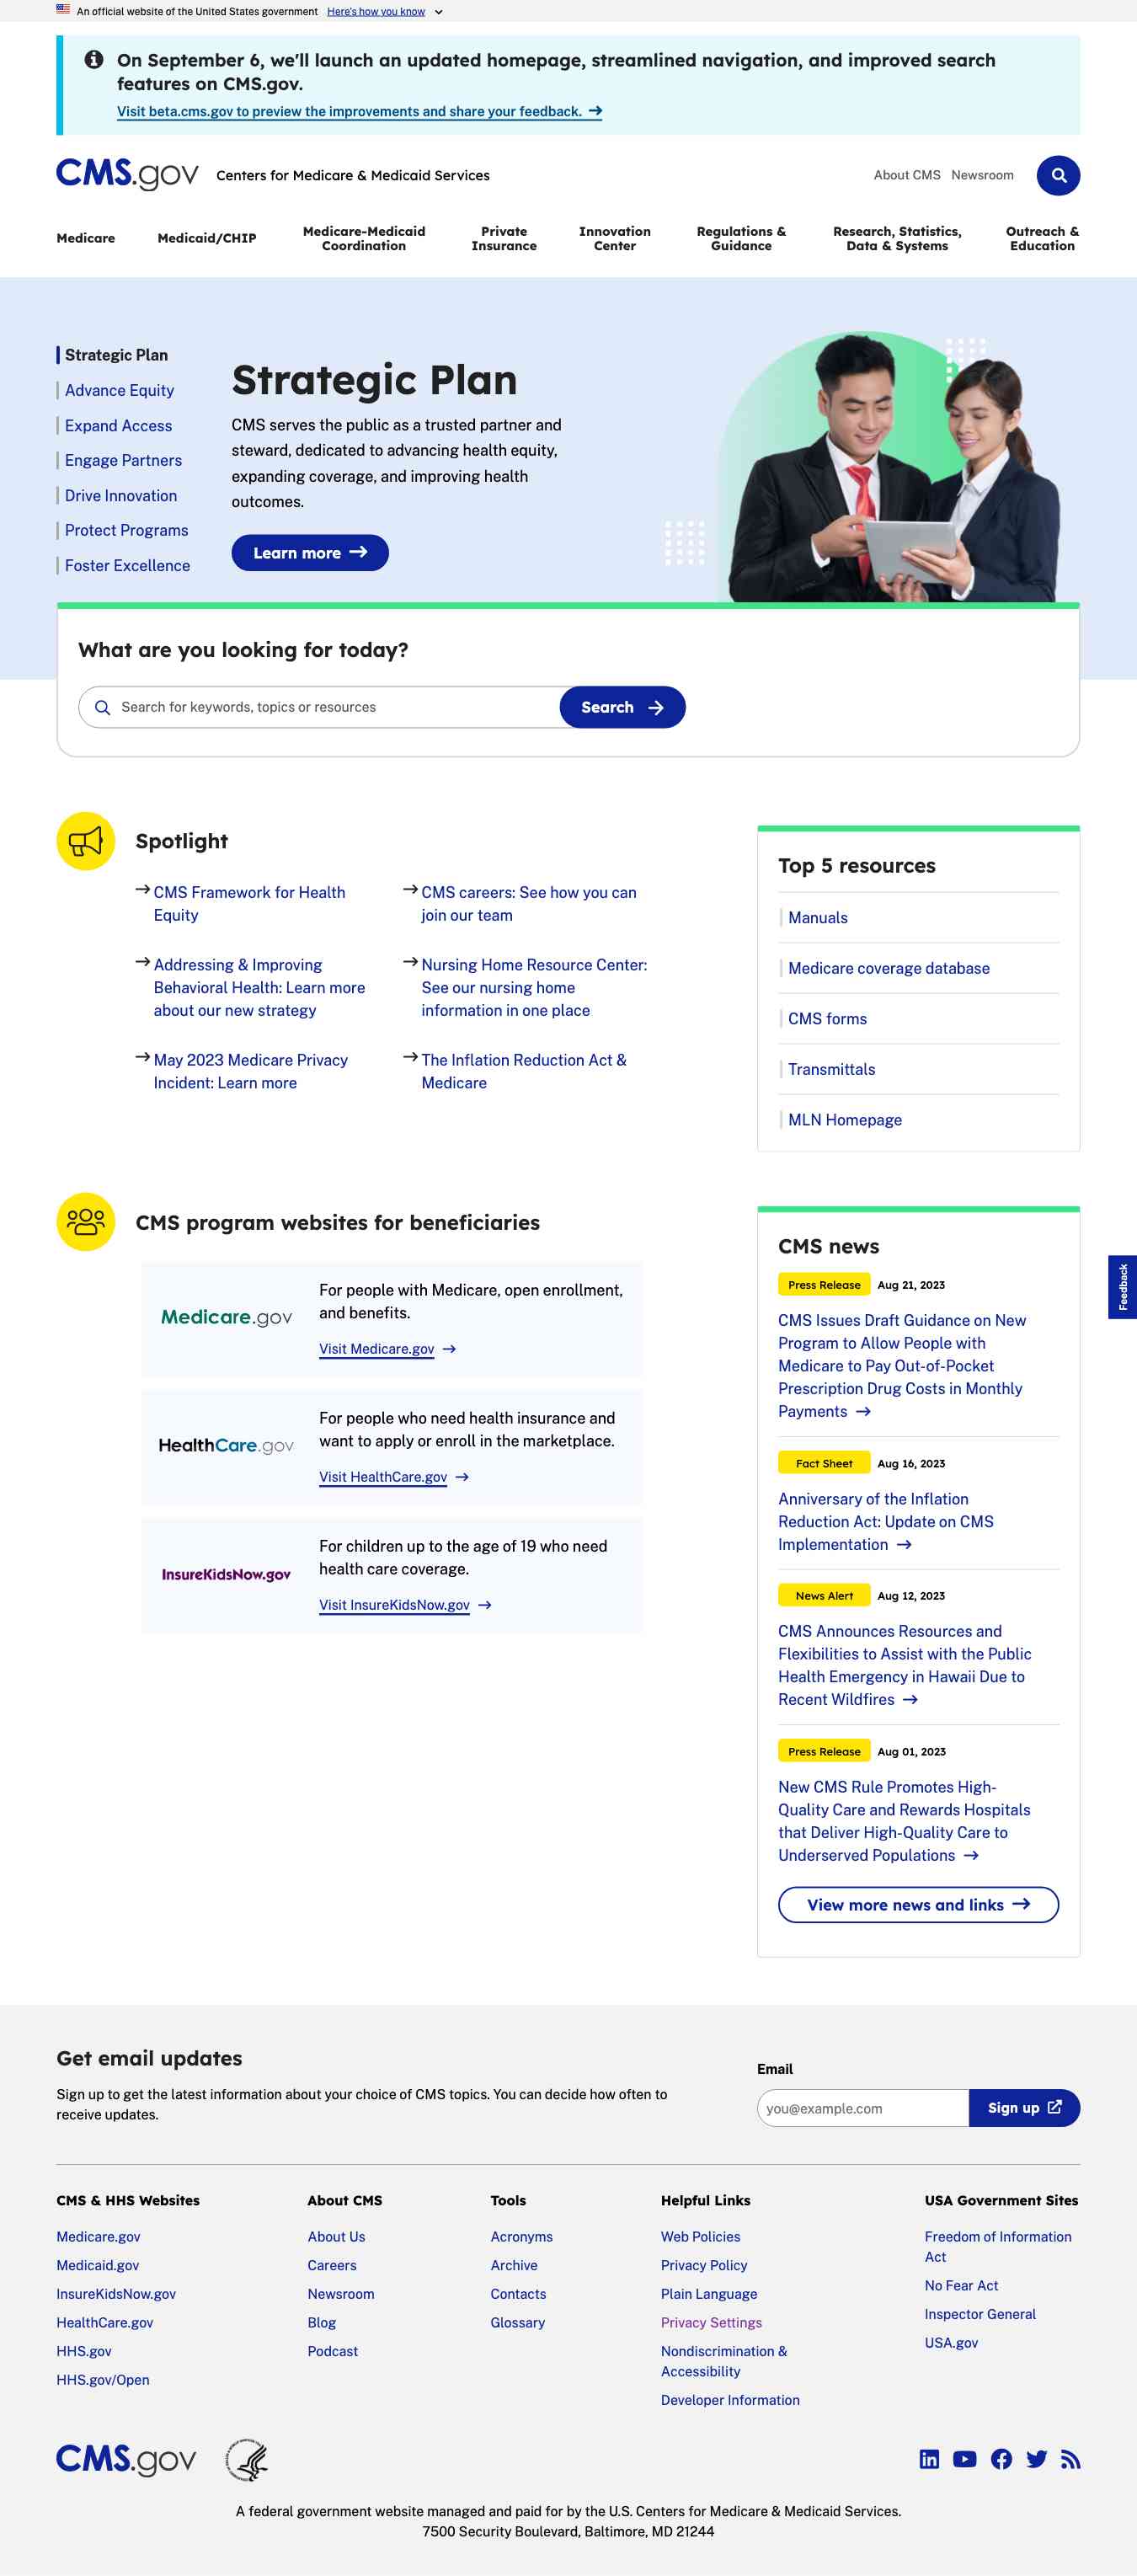 An official website of the United States government Here's how you know
On September 6, we'll launch an updated homepage, streamlined navigation, and improved search
features on CMS.gov.
Visit beta.cms.gov to preview the improvements and share your feedback.
CMS.gov Centers for Medicare & Medicaid Services
About CMS Newsroom
Medicare
Medicaid/CHIP
Medicare-Medicaid
Coordination
Private
Insurance
Innovation
Center
Regulations &
Guidance
Research, Statistics,
Data & Systems
Outreach &
Education
Strategic Plan
Advance Equity
Expand Access
Engage Partners
Drive Innovation
Protect Programs
Foster Excellence
Strategic Plan
CMS serves the public as a trusted partner and
steward, dedicated to advancing health equity,
expanding coverage, and improving health
outcomes.
Learn more
What are you looking for today?
Search for keywords, topics or resources
Search
Spotlight
CMS Framework for Health
Equity
CMS careers: See how you can
join our team
Addressing & Improving
Behavioral Health: Learn more
about our new strategy
Nursing Home Resource Center:
See our nursing home
information in one place
May 2023 Medicare Privacy
Incident: Learn more
The Inflation Reduction Act &
Medicare
Top 5 resources
Manuals
Medicare coverage database
CMS forms
Transmittals
MLN Homepage
CMS program websites for beneficiaries
Medicare.gov
For people with Medicare, open enrollment,
and benefits.
Visit Medicare.gov
HealthCare.gov
For people who need health insurance and
want to apply or enroll in the marketplace.
Visit HealthCare.gov
InsureKidsNow.gov
For children up to the age of 19 who need
health care coverage.
Visit InsureKidsNow.gov
CMS news
Press Release Aug 21, 2023
CMS Issues Draft Guidance on New
Program to Allow People with
Medicare to Pay Out-of-Pocket
Prescription Drug Costs in Monthly
Payments
Fact Sheet Aug 16, 2023
Anniversary of the Inflation
Reduction Act: Update on CMS
Implementation
News Alert Aug 12, 2023
CMS Announces Resources and
Flexibilities to Assist with the Public
Health Emergency in Hawaii Due to
Recent Wildfires
Press Release Aug 01, 2023
New CMS Rule Promotes High-
Quality Care and Rewards Hospitals
that Deliver High-Quality Care to
Underserved Populations
View more news and links
Feedback
Get email updates
Sign up to get the latest information about your choice of CMS topics. You can decide how often to
receive updates.
Email
you@example.com
Sign up
CMS & HHS Websites
Medicare.gov
Medicaid.gov
InsureKidsNow.gov
HealthCare.gov
HHS.gov
HHS.gov/Open
About CMS
About Us
Careers
Newsroom
Blog
Podcast
Tools
Acronyms
Archive
Contacts
Glossary
Helpful Links
Web Policies
Privacy Policy
Plain Language
Privacy Settings
Nondiscrimination &
Accessibility
Developer Information
USA Government Sites
Freedom of Information
Act
No Fear Act
Inspector General
USA.gov
CMS.gov
A federal government website managed and paid for by the U.S. Centers for Medicare & Medicaid Services.
7500 Security Boulevard, Baltimore, MD 21244